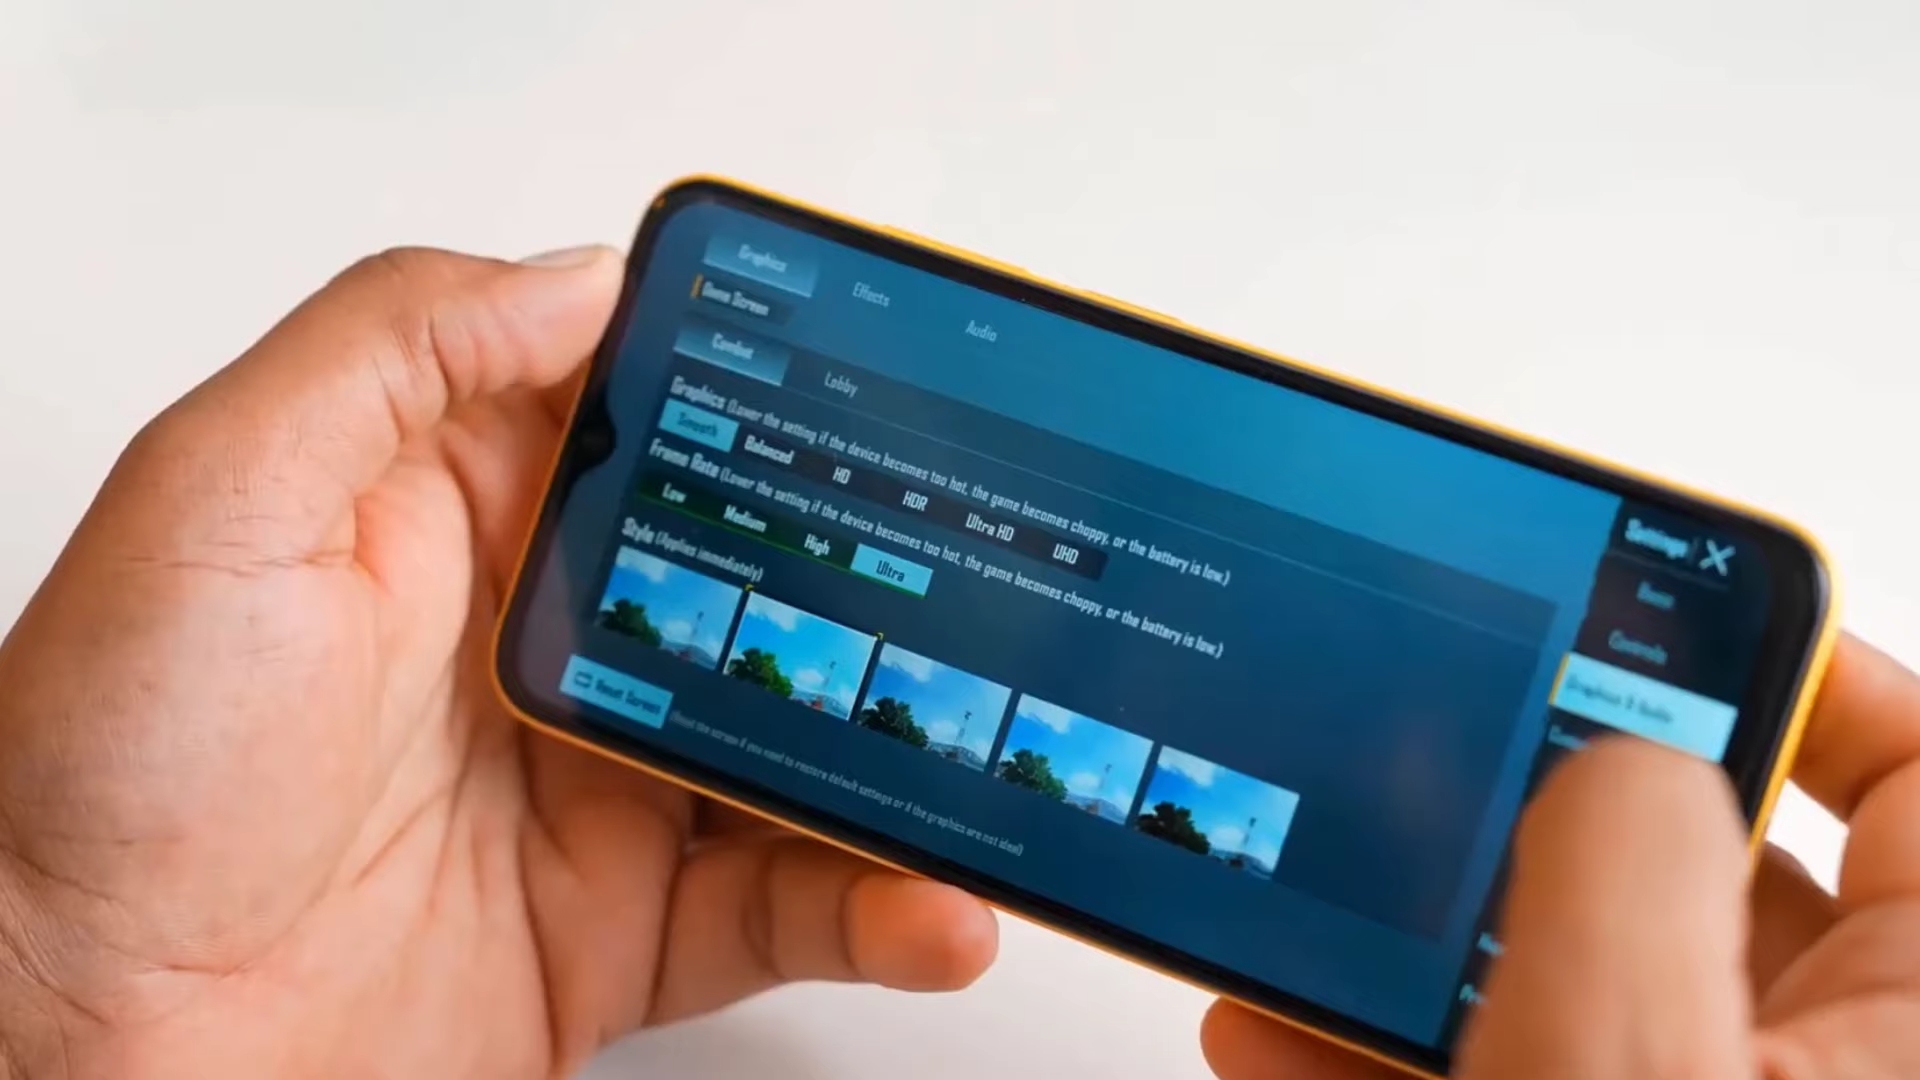 Graphics Effects Audio
Game Screen
Combat Lobby
Graphics (Lower the setting if the device becomes too hot, the game becomes choppy, or the battery is low.)
Smooth Balanced HD HDR Ultra HD UHD
Frame Rate (Lower the setting if the device becomes too hot, the game becomes choppy, or the battery is low.)
Low Medium High Ultra
Style (Applies immediately)
Reset Screen (Reset the screen if you need to restore default settings or if the graphics are not ideal)
Settings X
Controls
Graphics & Audio